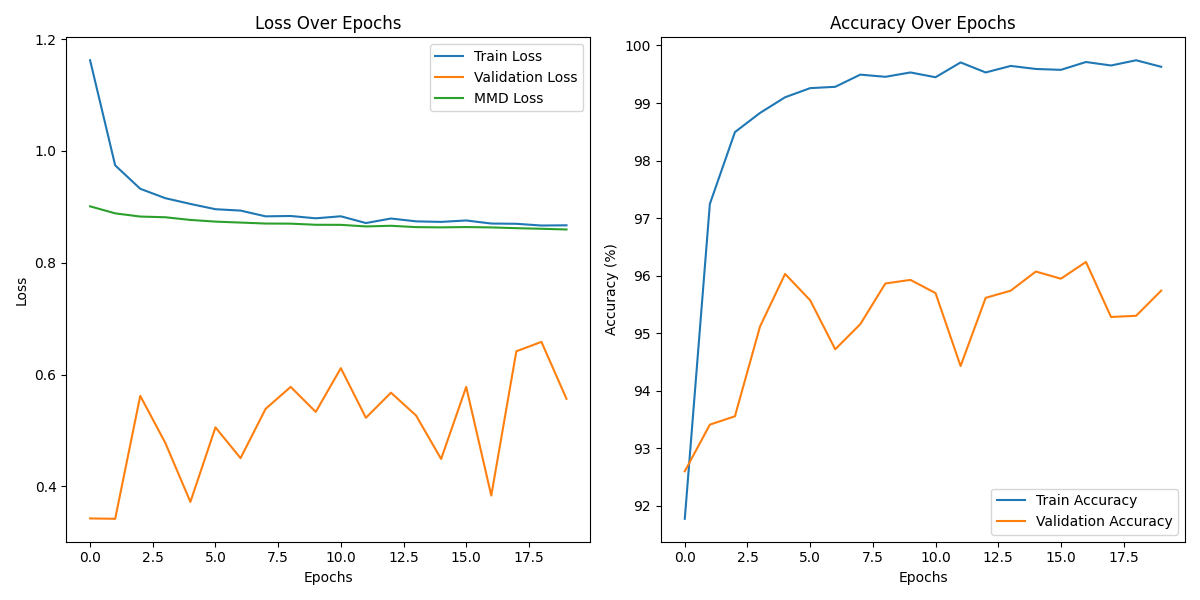 Loss Over Epochs
1.2
1.0
0.8
0.6
0.4
Loss
Train Loss
Validation Loss
MMD Loss
0.0 2.5 5.0 7.5 10.0 12.5 15.0 17.5
Epochs
Accuracy Over Epochs
100
99
98
97
96
95
94
93
92
Accuracy (%)
Train Accuracy
Validation Accuracy
0.0 2.5 5.0 7.5 10.0 12.5 15.0 17.5
Epochs